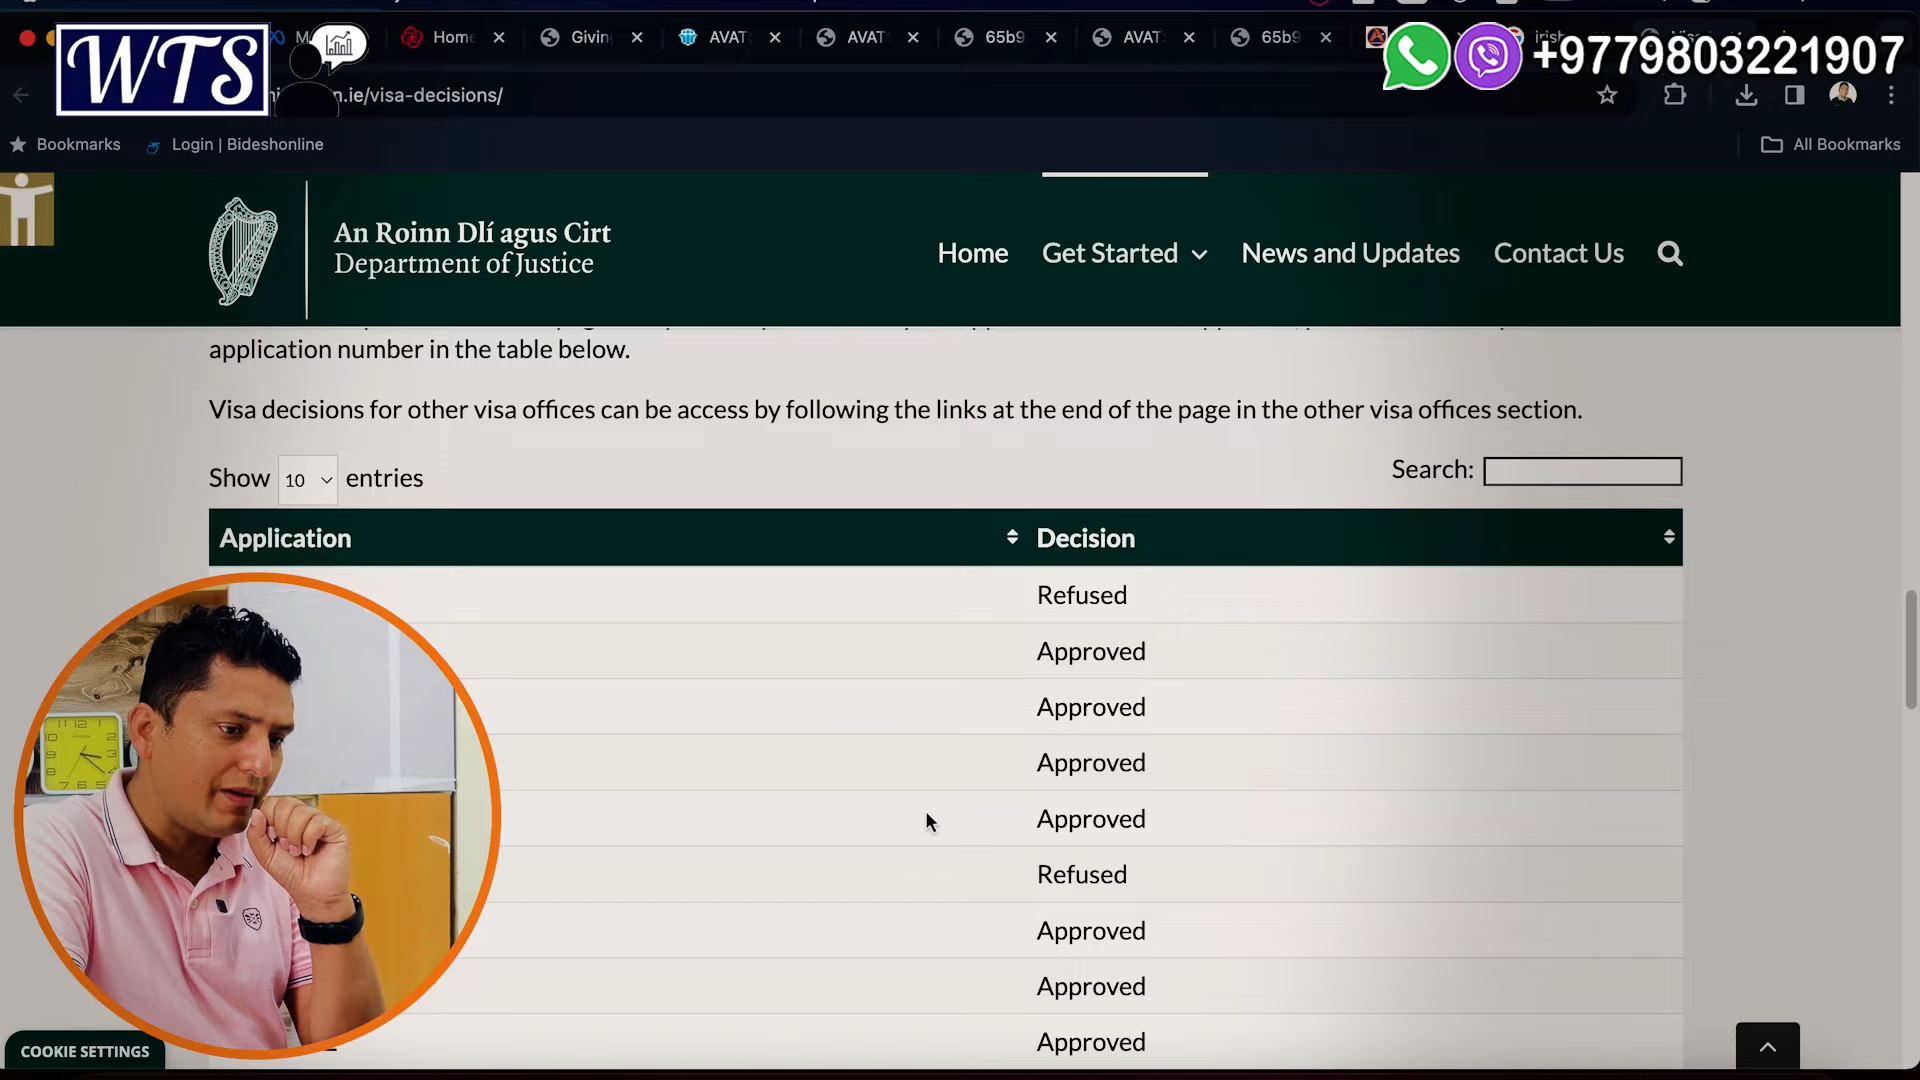 WTS
Home
Givin
AVAT
AVAT
65b9
AVAT
65b9
irish
+9779803221907
n.ie/visa-decisions/
Bookmarks
Login | Bideshonline
All Bookmarks
An Roinn Dlí agus Cirt
Department of Justice
Home
Get Started
News and Updates
Contact Us
application number in the table below.
Visa decisions for other visa offices can be access by following the links at the end of the page in the other visa offices section.
Show 10 entries
Search:
Application
Decision
Refused
Approved
Approved
Approved
Approved
Refused
Approved
Approved
Approved
COOKIE SETTINGS